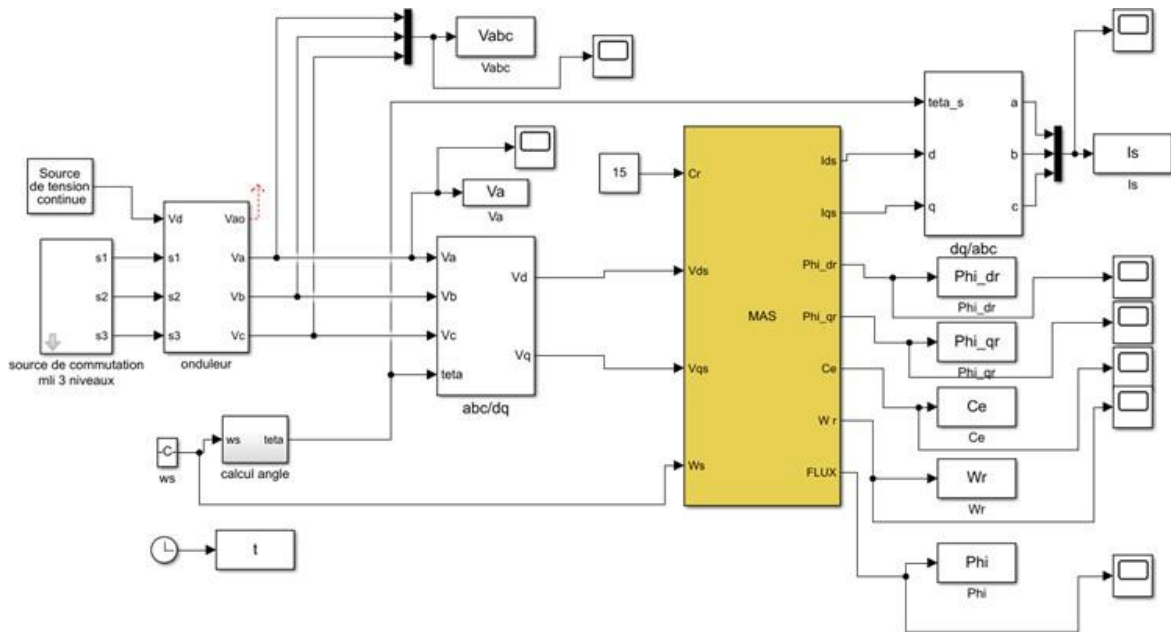 Vabc
Vabc
teta_s
a
d
b
q
c
dq/abc
Is
Is
Source
de tension
continue
Vd
Vao
s1
s1
Va
s2
s2
Vb
s3
s3
Vc
source de commutation
mli 3 niveaux
onduleur
Va
Va
Va
Vd
Vb
Vc
Vq
teta
abc/dq
15
Cr
Ids
Iqs
Vds
Phi_dr
MAS
Phi_qr
Vqs
Ce
W r
Ws
FLUX
Phi_dr
Phi_dr
Phi_qr
Phi_qr
Ce
Ce
Wr
Wr
Phi
Phi
-C-
ws
ws
teta
calcul angle
t